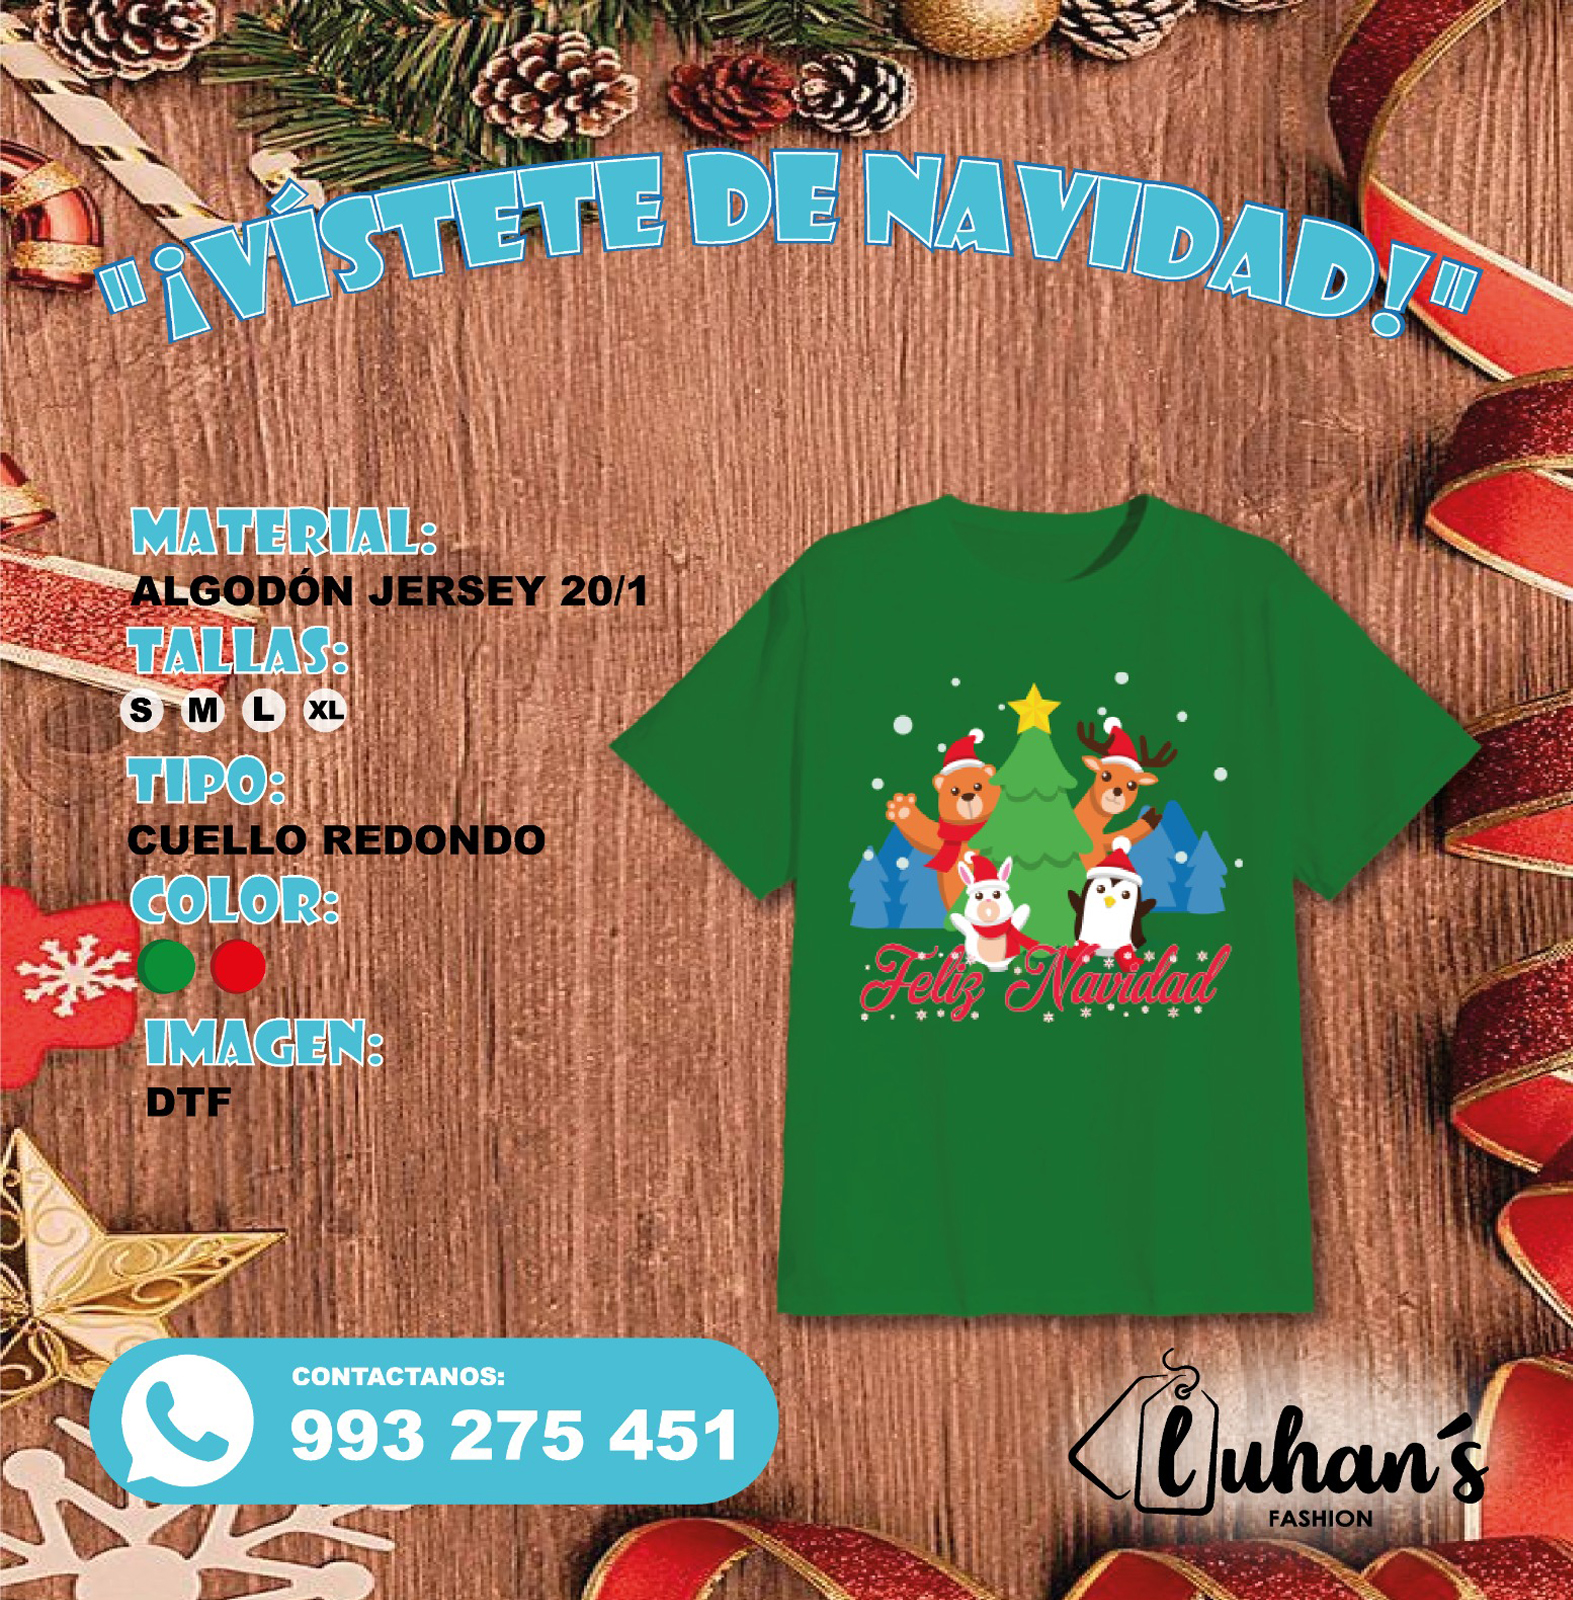 "¡VÍSTETE DE NAVIDAD!"
MATERIAL:
ALGODÓN JERSEY 20/1
TALLAS:
S M L XL
TIPO:
CUELLO REDONDO
COLOR:
IMAGEN:
DTF
Feliz Navidad
CONTACTANOS:
993 275 451
Luhan´s
FASHION